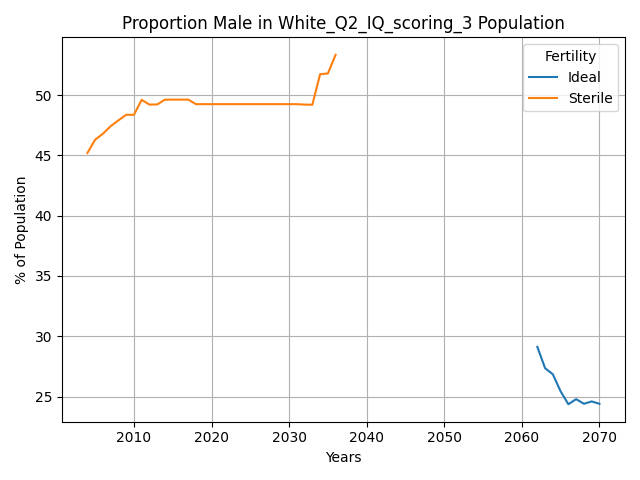 Proportion Male in White_Q2_IQ_scoring_3 Population
Fertility
Ideal
Sterile
% of Population
50
45
40
35
30
25
2010 2020 2030 2040 2050 2060 2070
Years